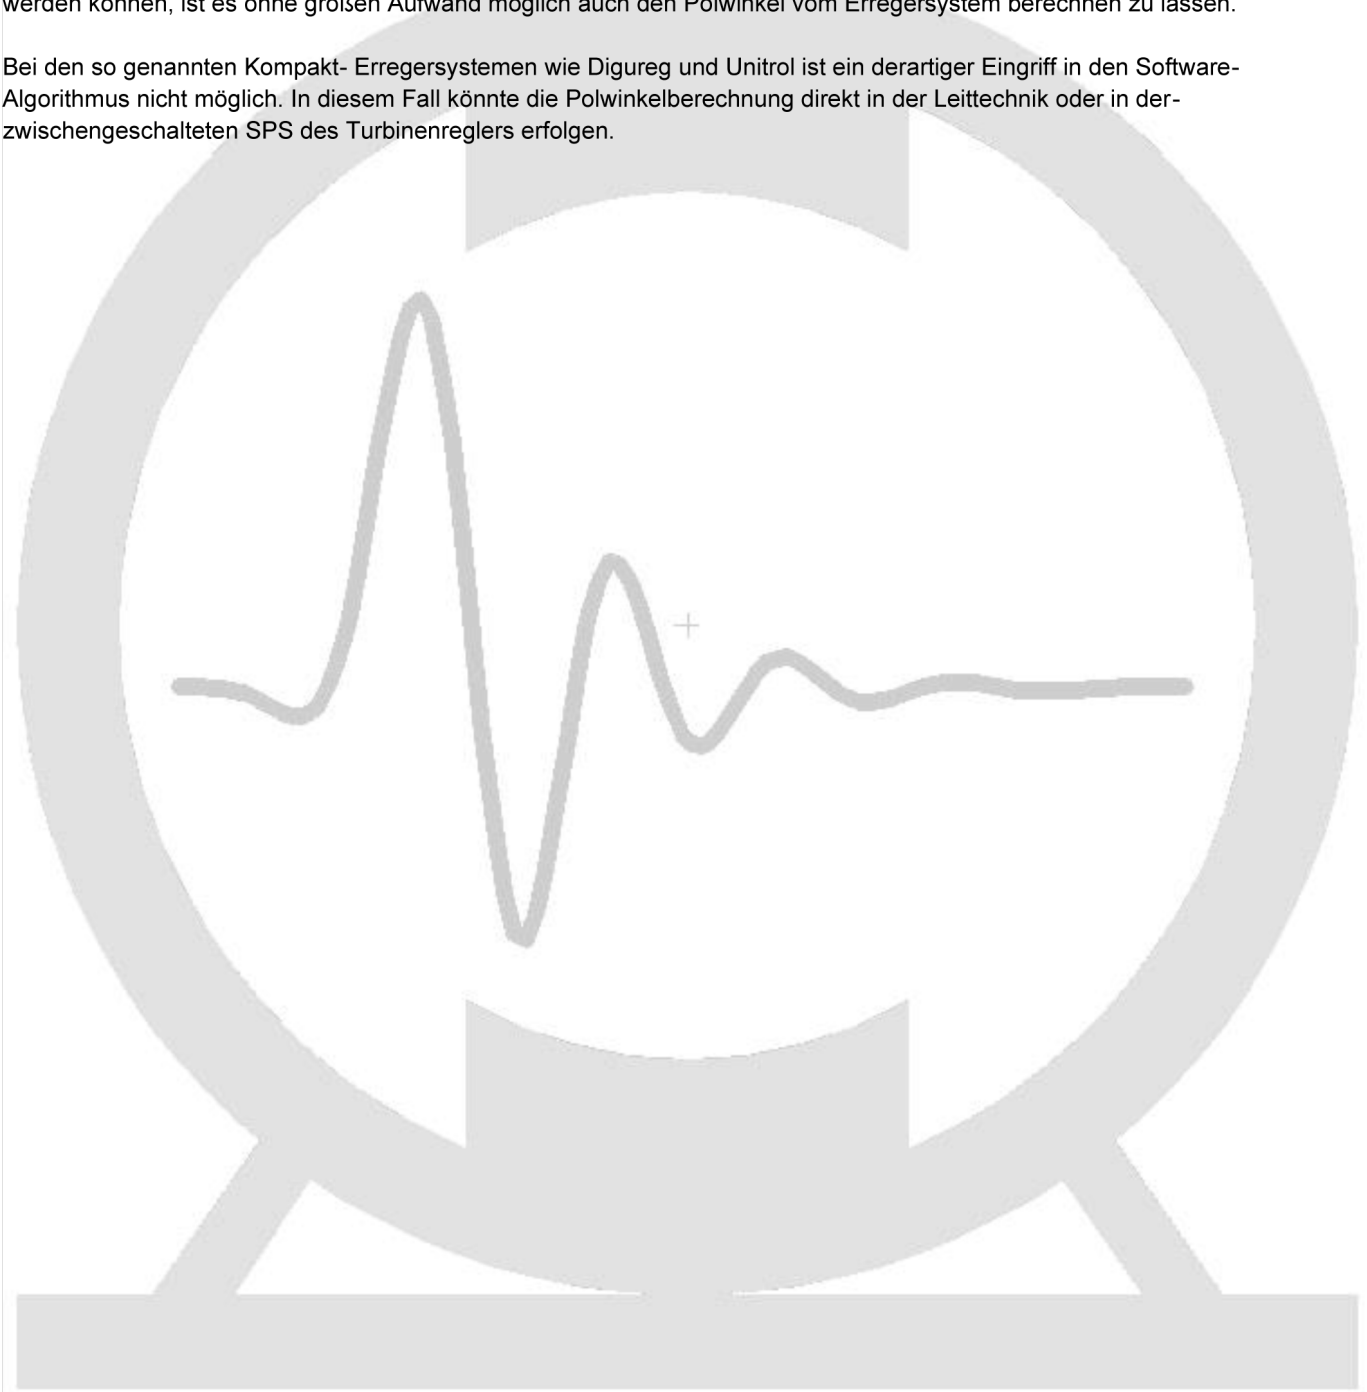 werden können, ist es ohne großen Aufwand möglich auch den Polwinkel vom Erregersystem berechnen zu lassen.
Bei den so genannten Kompakt- Erregersystemen wie Digureg und Unitrol ist ein derartiger Eingriff in den Software-
Algorithmus nicht möglich. In diesem Fall könnte die Polwinkelberechnung direkt in der Leittechnik oder in der-
zwischengeschalteten SPS des Turbinenreglers erfolgen.